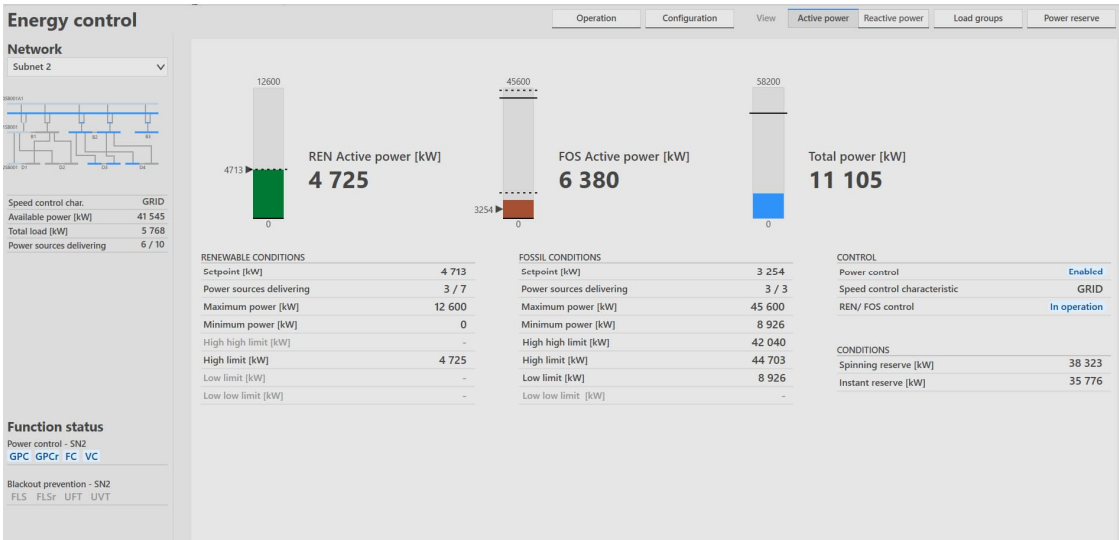 Energy control
Operation Configuration View Active power Reactive power Load groups Power reserve
Network
Subnet 2
B1 B2 B3
D1 D2 D3 D4
Speed control char. GRID
Available power [kW] 41 545
Total load [kW] 5 768
Power sources delivering 6 / 10
12600 45600 58200
REN Active power [kW] FOS Active power [kW] Total power [kW]
4713
4 725 6 380 11 105
3254
0 0 0
RENEWABLE CONDITIONS
Setpoint [kW] 4 713
Power sources delivering 3 / 7
Maximum power [kW] 12 600
Minimum power [kW] 0
High high limit [kW] -
High limit [kW] 4 725
Low limit [kW] -
Low low limit [kW] -
FOSSIL CONDITIONS
Setpoint [kW] 3 254
Power sources delivering 3 / 3
Maximum power [kW] 45 600
Minimum power [kW] 8 926
High high limit [kW] 42 040
High limit [kW] 44 703
Low limit [kW] 8 926
Low low limit [kW] -
CONTROL
Power control Enabled
Speed control characteristic GRID
REN/ FOS control In operation
CONDITIONS
Spinning reserve [kW] 38 323
Instant reserve [kW] 35 776
Function status
Power control - SN2
GPC GPCr FC VC
Blackout prevention - SN2
FLS FLSr UFT UVT